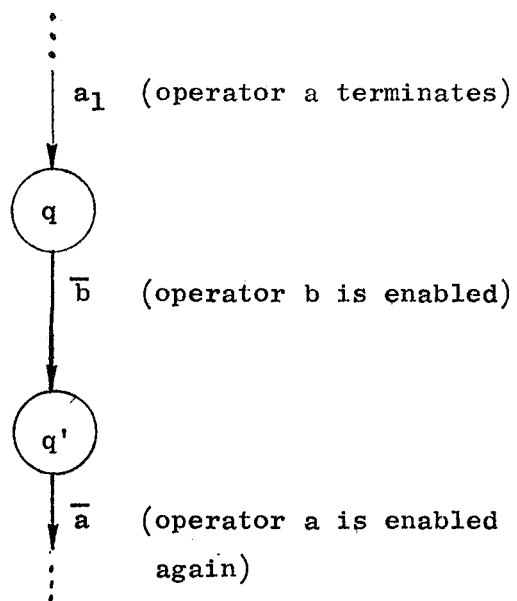 a₁ (operator a terminates)
q
b̅ (operator b is enabled)
q'
a̅ (operator a is enabled
again)